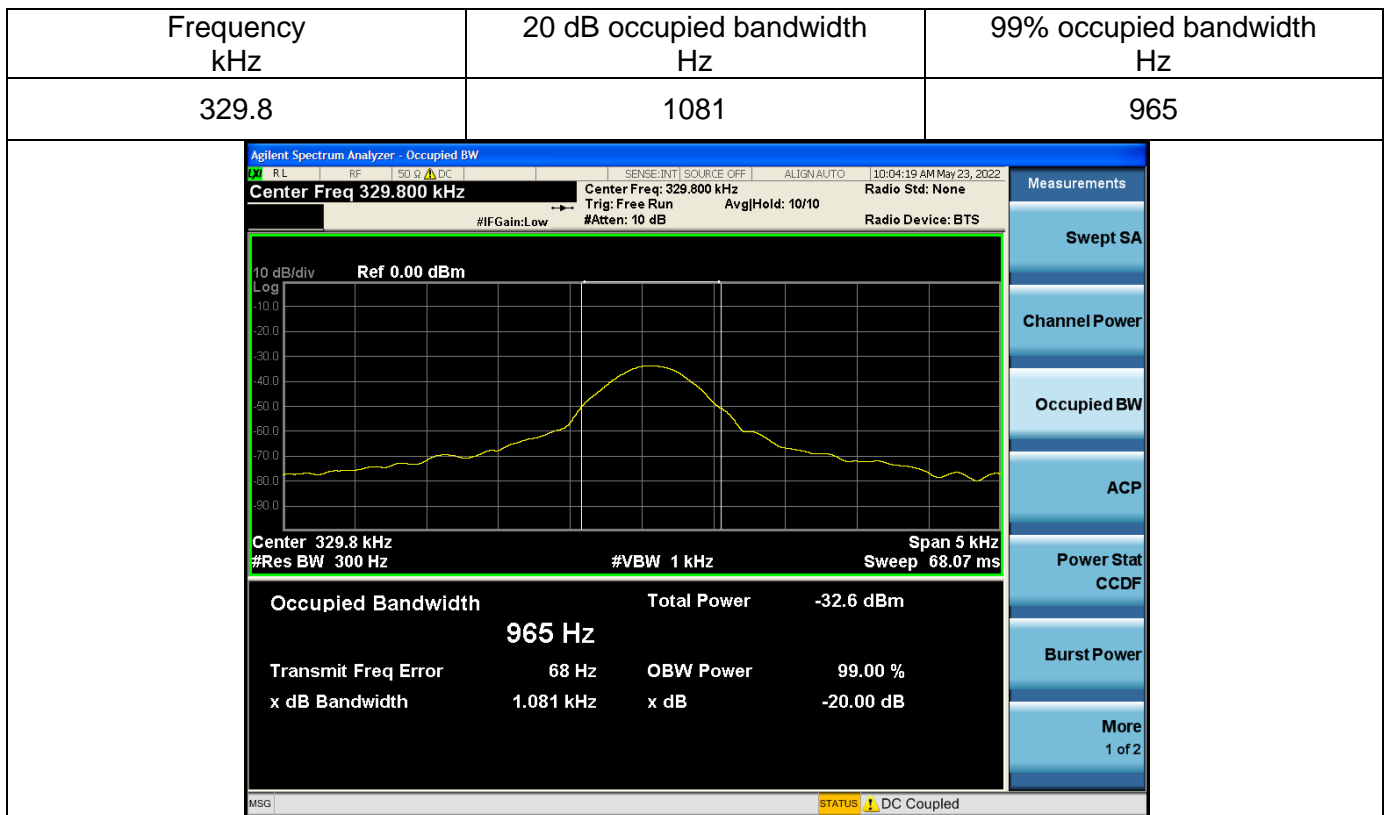 Frequency kHz
20 dB occupied bandwidth Hz
99% occupied bandwidth Hz
329.8
1081
965
Agilent Spectrum Analyzer - Occupied BW
LXI RL RF 50 Ω DC SENSE:INT SOURCE OFF ALIGN AUTO 10:04:19 AM May 23, 2022
Center Freq 329.800 kHz
Center Freq: 329.800 kHz
Radio Std: None
Trig: Free Run
Avg|Hold: 10/10
#IFGain:Low
#Atten: 10 dB
Radio Device: BTS
10 dB/div
Ref 0.00 dBm
Log
-10.0
-20.0
-30.0
-40.0
-50.0
-60.0
-70.0
-80.0
-90.0
Center 329.8 kHz
Span 5 kHz
#Res BW 300 Hz
#VBW 1 kHz
Sweep 68.07 ms
Occupied Bandwidth
Total Power -32.6 dBm
965 Hz
Transmit Freq Error 68 Hz
OBW Power 99.00 %
x dB Bandwidth 1.081 kHz
x dB -20.00 dB
Measurements
Swept SA
Channel Power
Occupied BW
ACP
Power Stat
CCDF
Burst Power
More
1 of 2
MSG
STATUS DC Coupled